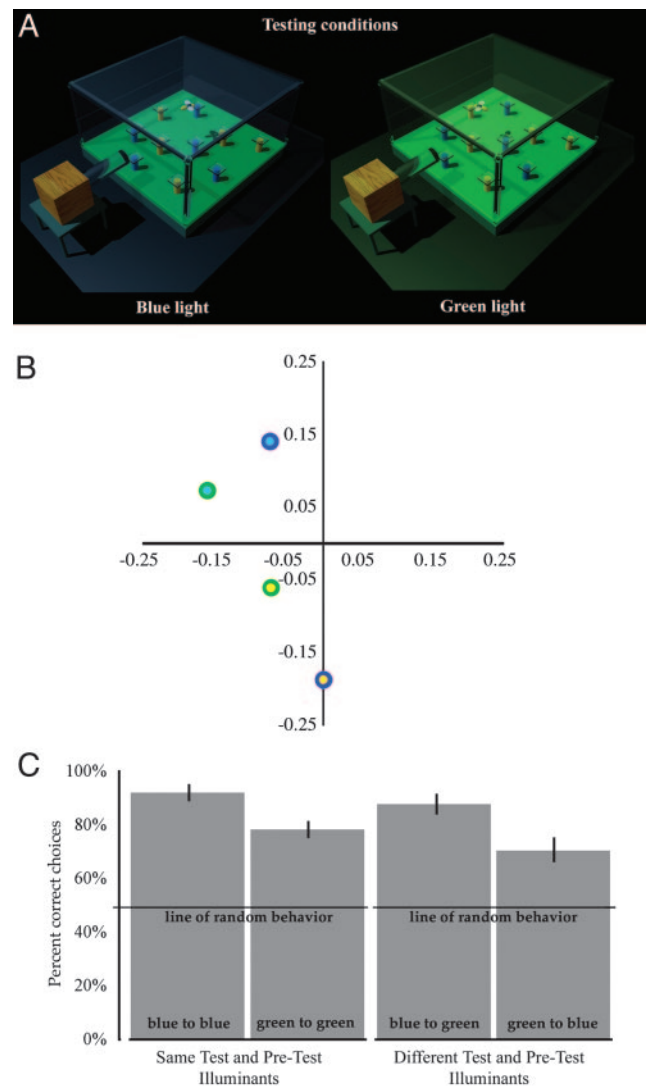 A
Testing conditions
Blue light
Green light
B
0.25
0.15
0.05
-0.25 -0.15 -0.05 0.05 0.15 0.25
-0.05
-0.15
-0.25
C
Percent correct choices
100%
80%
60%
40%
20%
0%
line of random behavior line of random behavior
blue to blue green to green blue to green green to blue
Same Test and Pre-Test Different Test and Pre-Test
Illuminants Illuminants